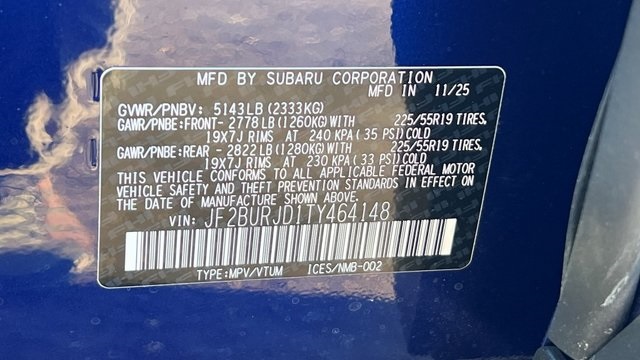 MFD BY SUBARU CORPORATION
MFD IN 11/25
GVWR/PNBV: 5143LB(2333KG)
GAWR/PNBE:FRONT- 2778LB(1260KG)WITH 225/55R19 TIRES,
19X7J RIMS AT 240 KPA(35 PSI)COLD
GAWR/PNBE:REAR - 2822LB(1280KG)WITH 225/55R19 TIRES,
19X7J RIMS AT 230 KPA(33 PSI)COLD
THIS VEHICLE CONFORMS TO ALL APPLICABLE FEDERAL MOTOR
VEHICLE SAFETY AND THEFT PREVENTION STANDARDS IN EFFECT ON
THE DATE OF MANUFACTURE SHOWN ABOVE.
VIN: JF2BURJD1TY464148
TYPE:MPV/VTUM ICES/NMB-002